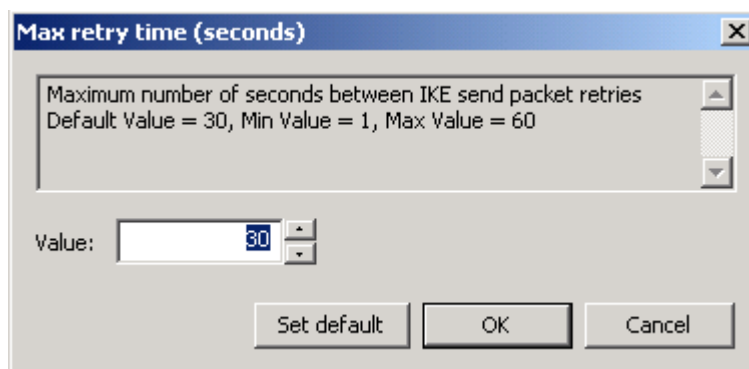 Max retry time (seconds)
Maximum number of seconds between IKE send packet retries
Default Value = 30, Min Value = 1, Max Value = 60
Value: 30
Set default OK Cancel